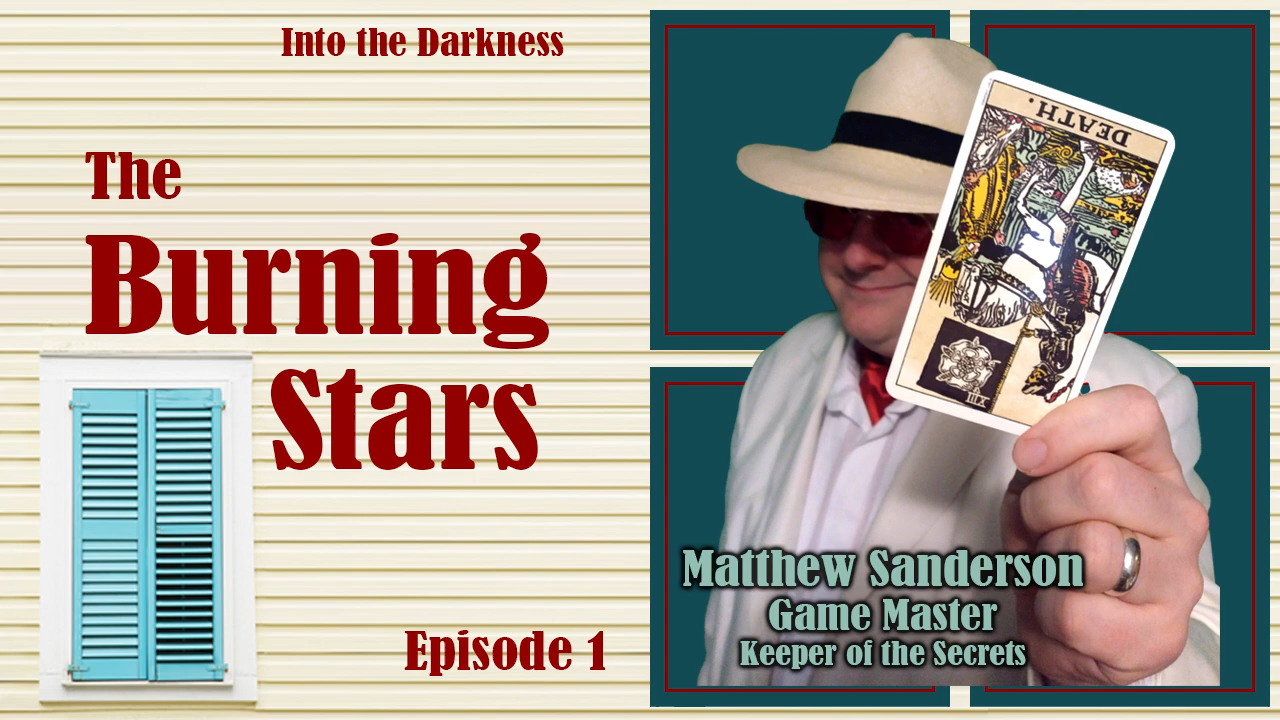 Into the Darkness
The
Burning
Stars
Episode 1
DEATH.
XIII
Matthew Sanderson
Game Master
Keeper of the Secrets